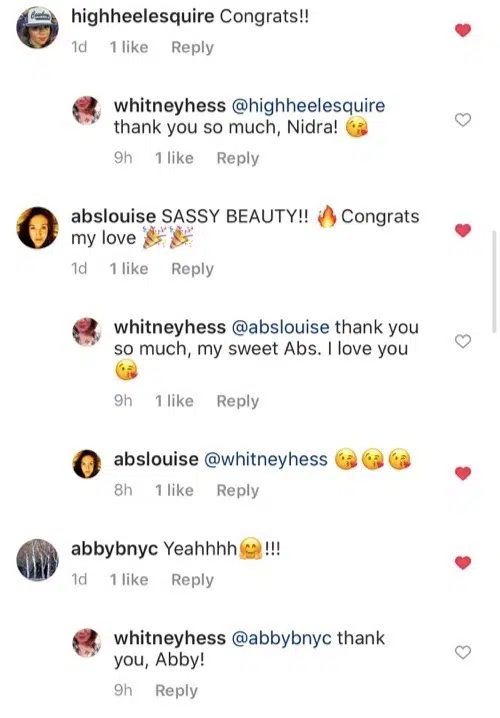 highheelesquire Congrats!!
1d 1 like Reply
whitneyhess @highheelesquire
thank you so much, Nidra! 😘
9h 1 like Reply
abslouise SASSY BEAUTY!! 🔥 Congrats
my love 🎉🎉
1d 1 like Reply
whitneyhess @abslouise thank you
so much, my sweet Abs. I love you
😘
9h 1 like Reply
abslouise @whitneyhess 😘😘😘
8h 1 like Reply
abbybnyc Yeahhhh🤗!!!
1d 1 like Reply
whitneyhess @abbybnyc thank
you, Abby!
9h Reply